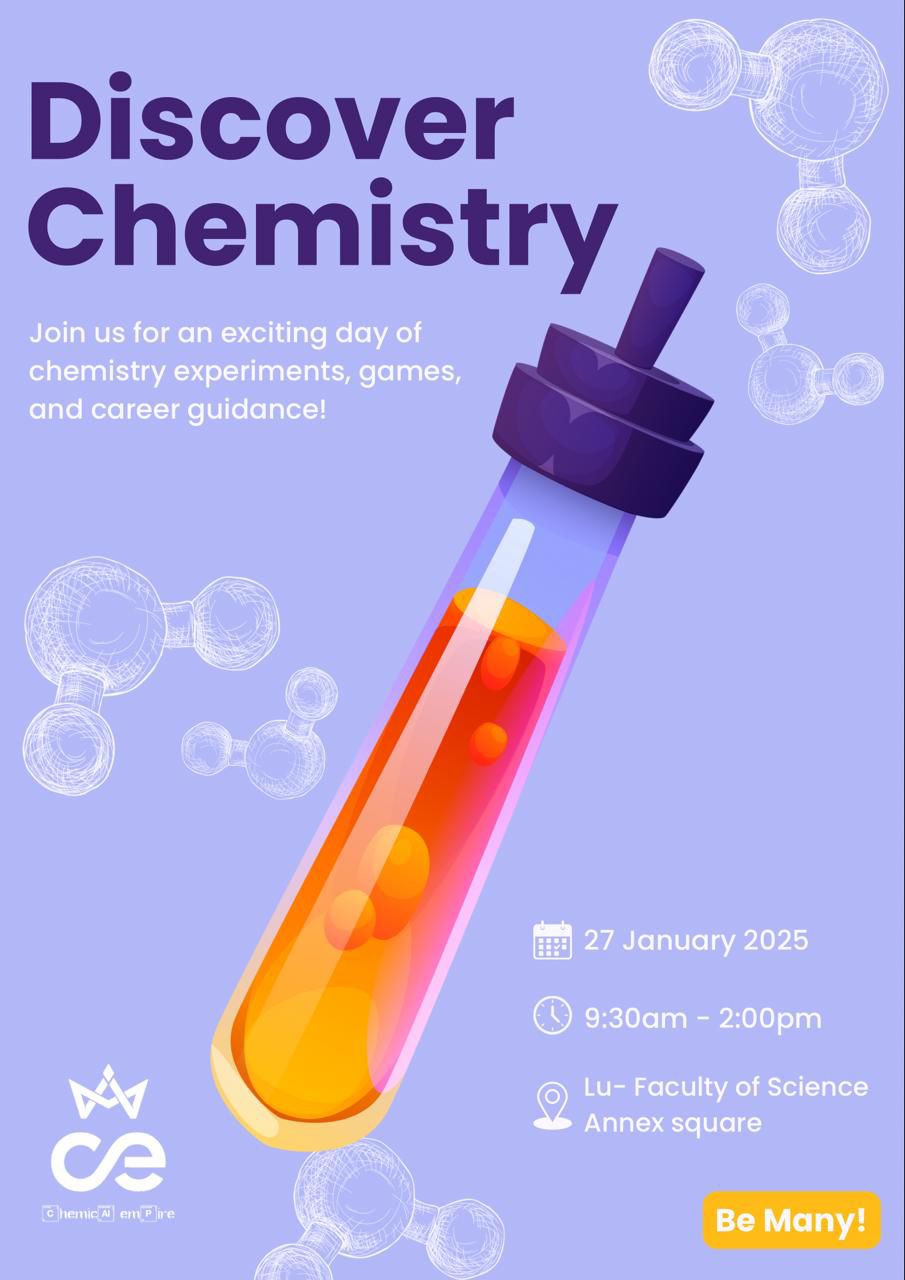 Discover
Chemistry
Join us for an exciting day of
chemistry experiments, games,
and career guidance!
27 January 2025
9:30am - 2:00pm
Lu- Faculty of Science
Annex square
ce
ChemicAl emPire
Be Many!